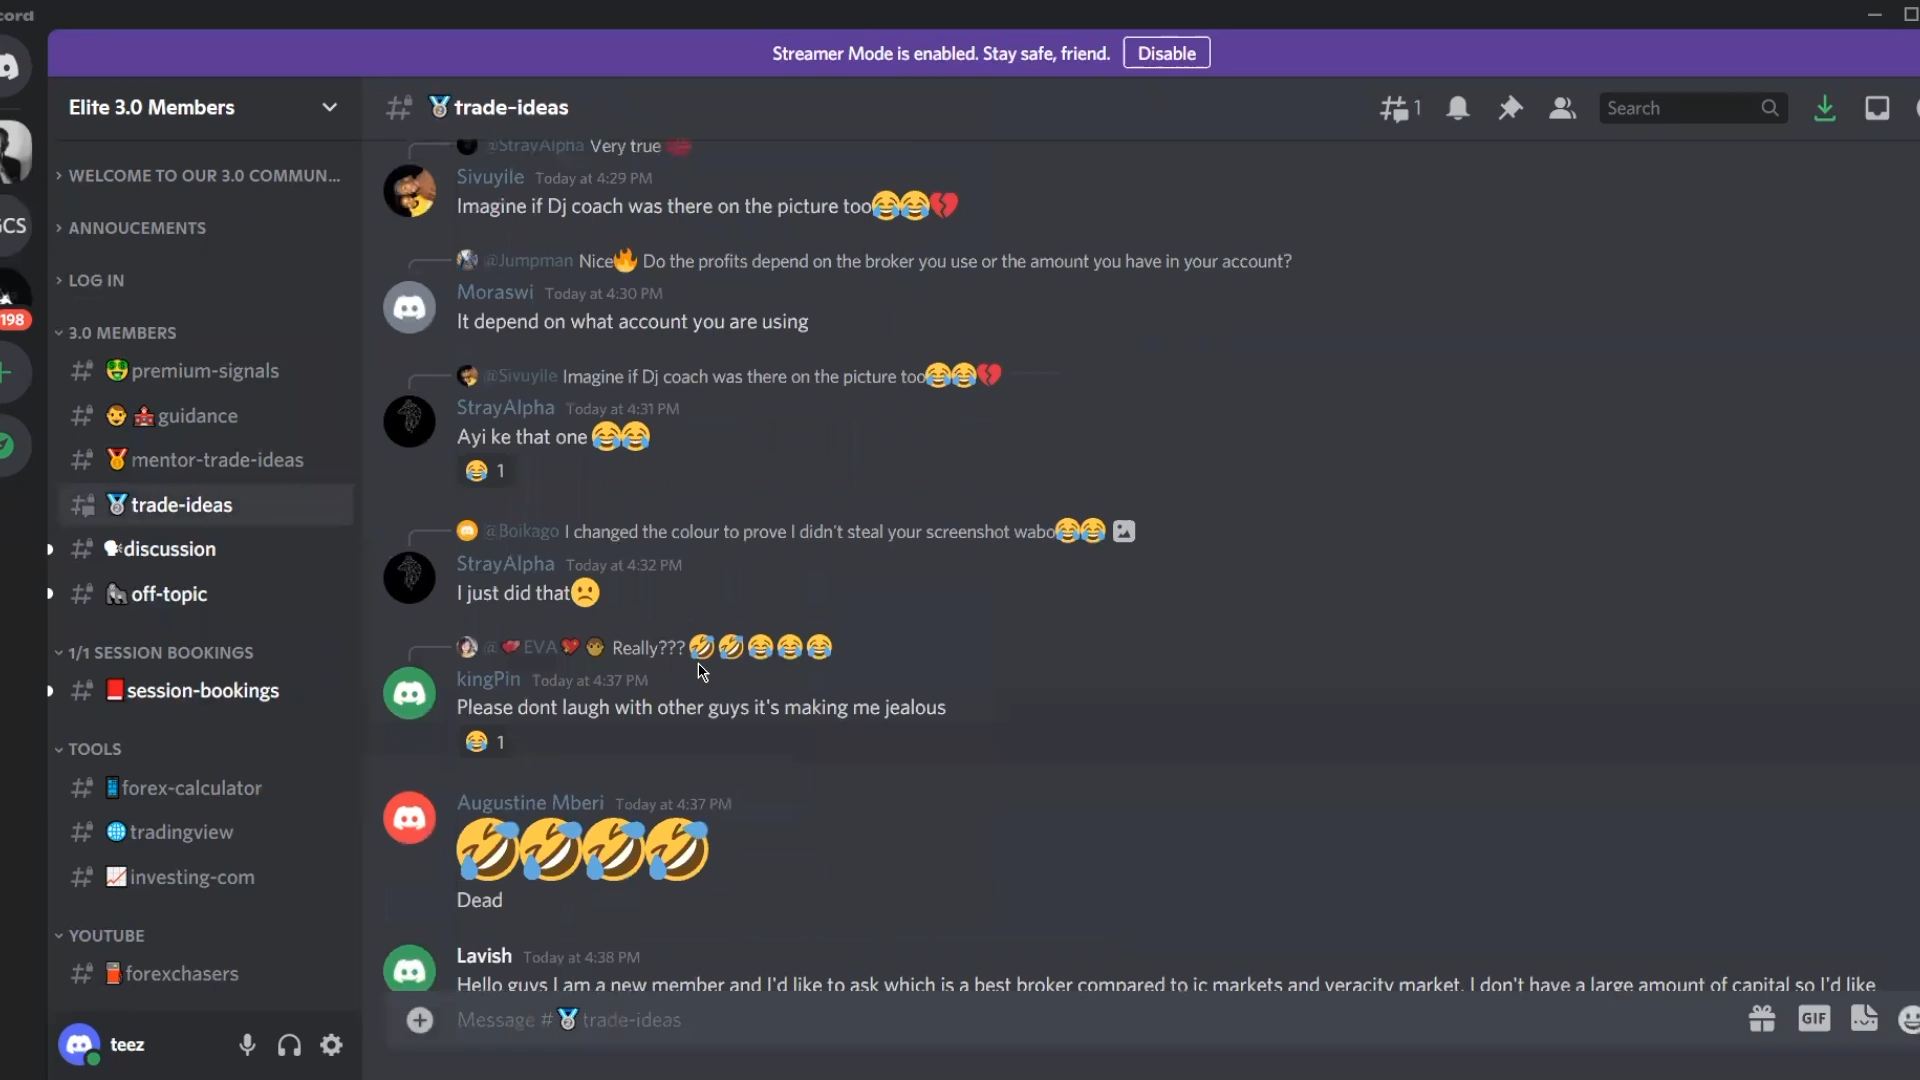 cord
Streamer Mode is enabled. Stay safe, friend. Disable
Elite 3.0 Members
🥈trade-ideas
1
Search
WELCOME TO OUR 3.0 COMMUN...
ANNOUCEMENTS
LOG IN
3.0 MEMBERS
🤑premium-signals
guidance
🥇mentor-trade-ideas
🥈trade-ideas
🗣discussion
🦍off-topic
1/1 SESSION BOOKINGS
📕session-bookings
TOOLS
📱forex-calculator
🌐tradingview
📈investing-com
YOUTUBE
forexchasers
teez
GCS
198
@StrayAlpha Very true
Sivuyile Today at 4:29 PM
Imagine if Dj coach was there on the picture too😂😂💔
@Jumpman Nice🔥 Do the profits depend on the broker you use or the amount you have in your account?
Moraswi Today at 4:30 PM
It depend on what account you are using
@Sivuyile Imagine if Dj coach was there on the picture too😂😂💔
StrayAlpha Today at 4:31 PM
Ayi ke that one 😂😂
😂 1
@Boikago I changed the colour to prove I didn't steal your screenshot wabo😂😂
StrayAlpha Today at 4:32 PM
I just did that🙁
@ EVA Really??? 🤣🤣😂😂😂
kingPin Today at 4:37 PM
Please dont laugh with other guys it's making me jealous
😂 1
Augustine Mberi Today at 4:37 PM
🤣🤣🤣🤣
Dead
Lavish Today at 4:38 PM
Hello guys I am a new member and I'd like to ask which is a best broker compared to ic markets and veracity market. I don't have a large amount of capital so I'd like
Message #🥈trade-ideas
GIF